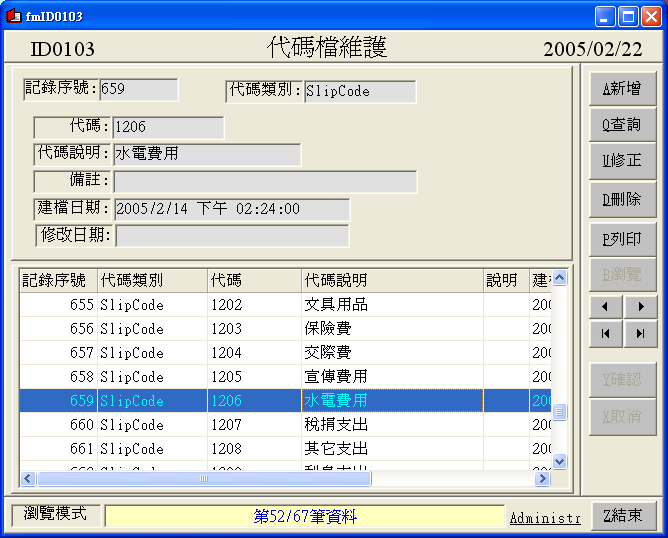 fmID0103
ID0103 代碼檔維護 2005/02/22
記錄序號: 659 代碼類別: SlipCode
代碼: 1206
代碼說明: 水電費用
備註:
建檔日期: 2005/2/14 下午 02:24:00
修改日期:
A新增
Q查詢
U修正
D刪除
P列印
B瀏覽
Y確認
X取消
記錄序號 代碼類別 代碼 代碼說明 說明
655 SlipCode 1202 文具用品 200
656 SlipCode 1203 保險費 200
657 SlipCode 1204 交際費 200
658 SlipCode 1205 宣傳費用 200
659 SlipCode 1206 水電費用 200
660 SlipCode 1207 稅捐支出 200
661 SlipCode 1208 其它支出 200
瀏覽模式 第52/67筆資料 Administr Z結束